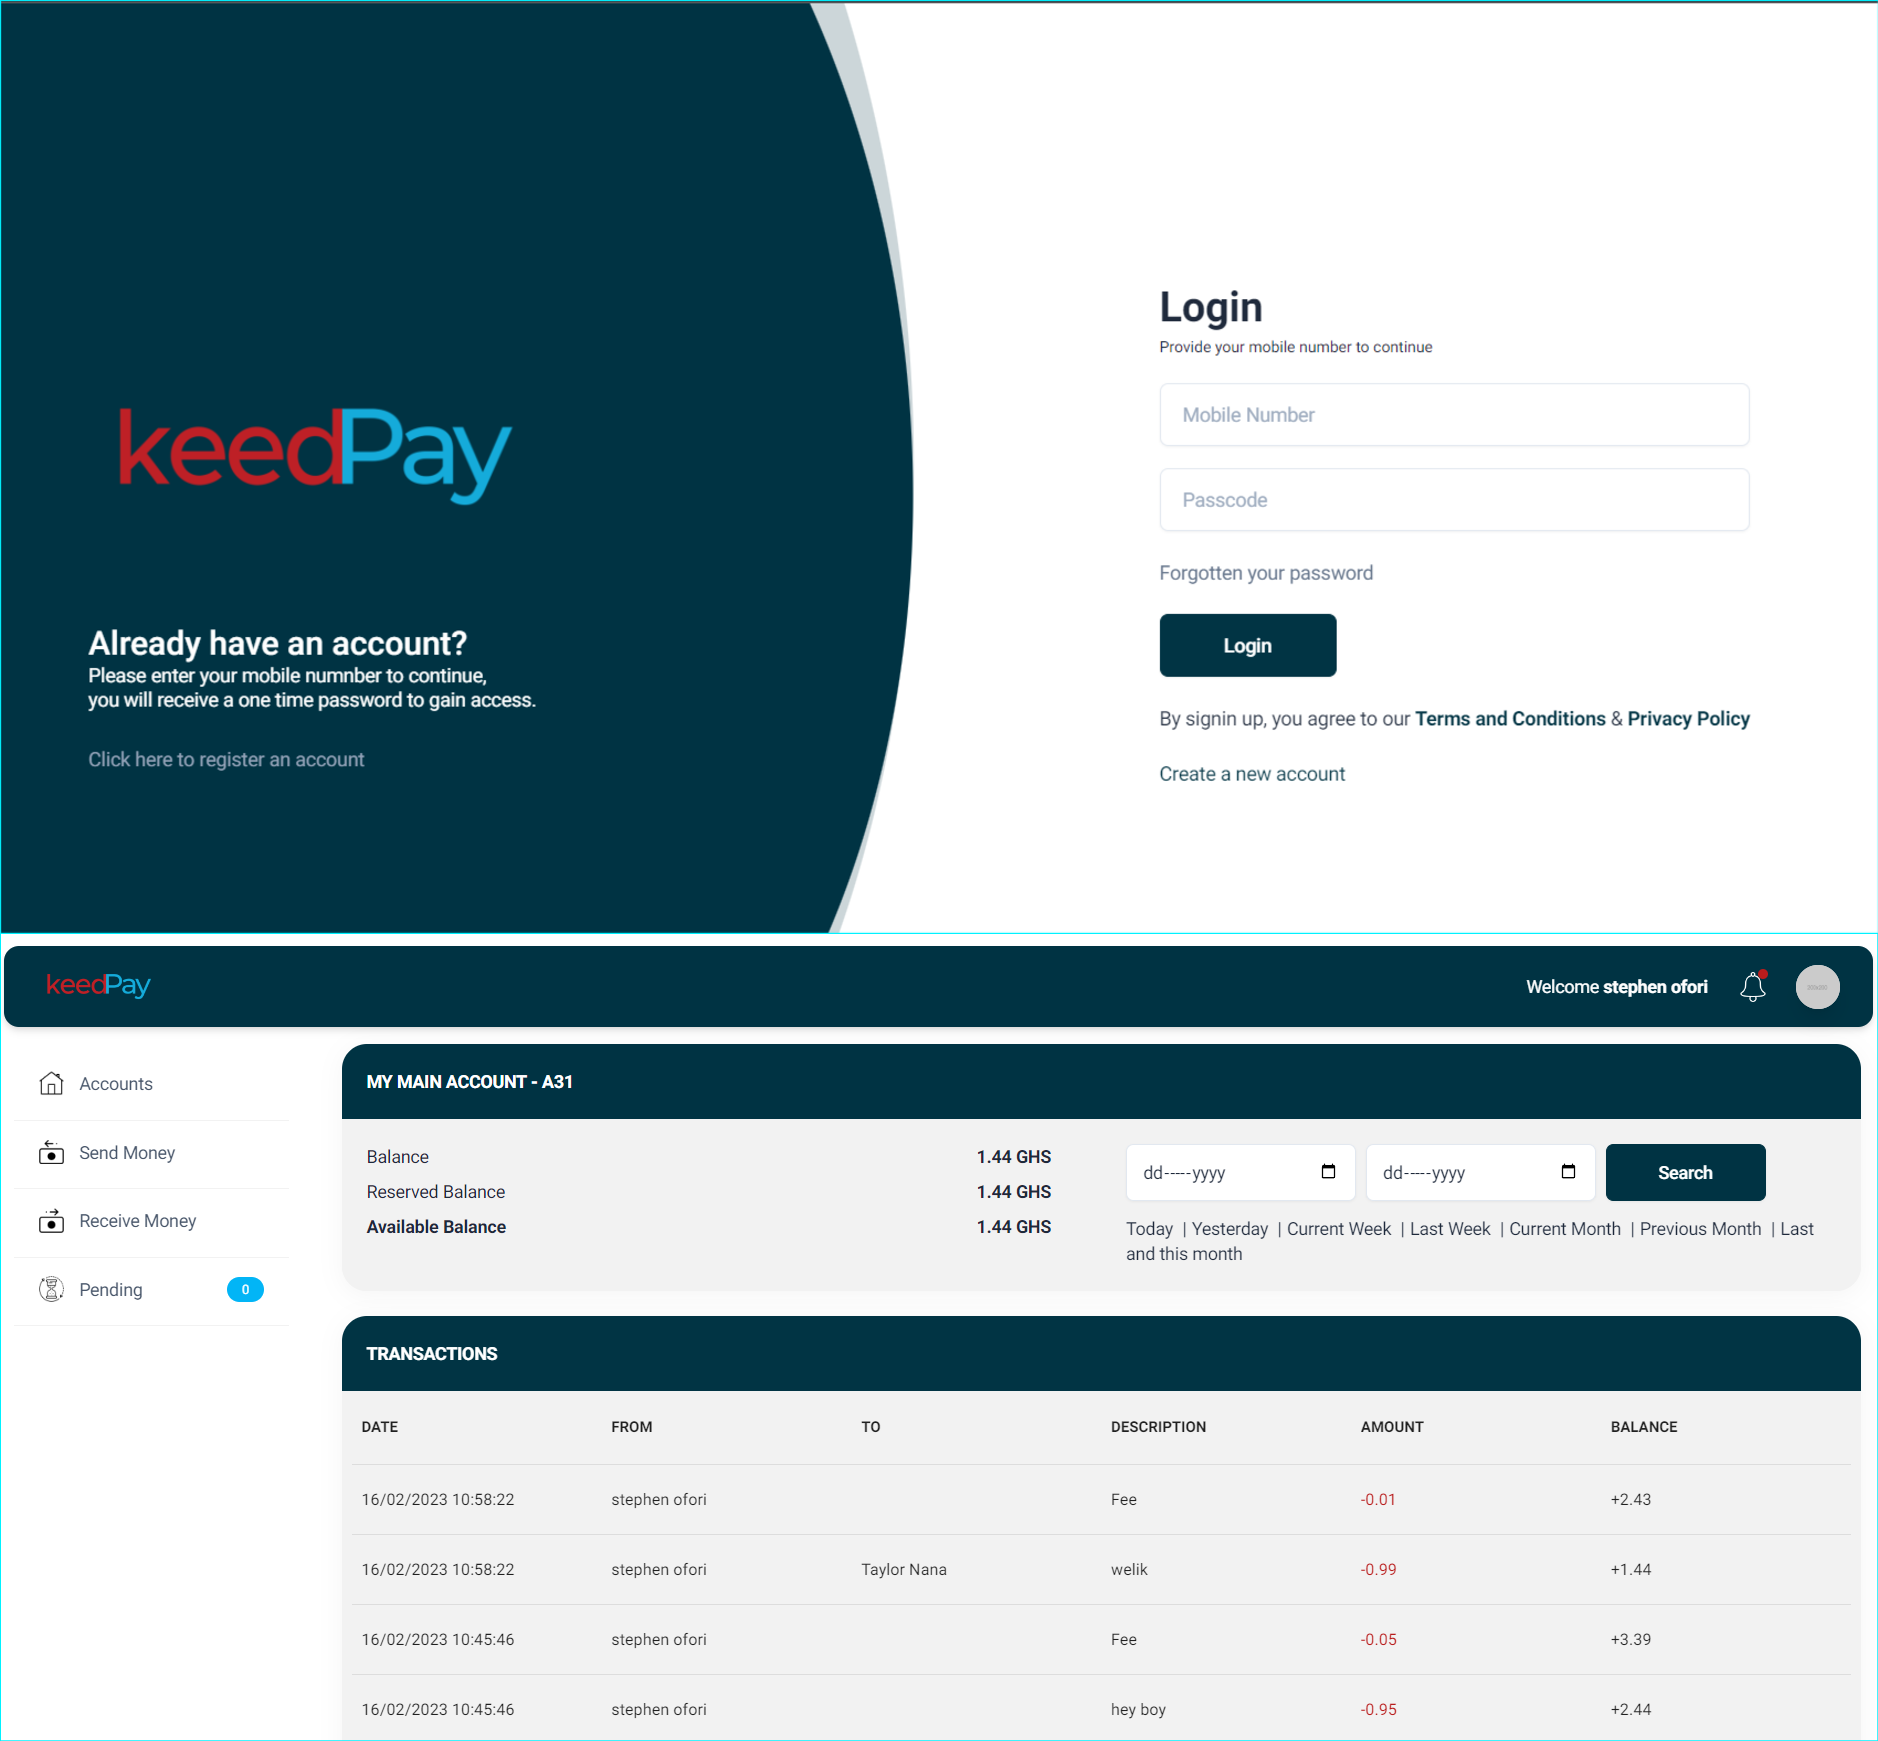 keedPay
Already have an account?
Please enter your mobile numnber to continue,
you will receive a one time password to gain access.
Click here to register an account
Login
Provide your mobile number to continue
Mobile Number
Passcode
Forgotten your password
Login
By signin up, you agree to our Terms and Conditions & Privacy Policy
Create a new account
keedPay
Welcome stephen ofori
Accounts
Send Money
Receive Money
Pending 0
MY MAIN ACCOUNT - A31
Balance 1.44 GHS
Reserved Balance 1.44 GHS
Available Balance 1.44 GHS
dd-----yyyy dd-----yyyy Search
Today | Yesterday | Current Week | Last Week | Current Month | Previous Month | Last
and this month
TRANSACTIONS
DATE FROM TO DESCRIPTION AMOUNT BALANCE
16/02/2023 10:58:22 stephen ofori Fee -0.01 +2.43
16/02/2023 10:58:22 stephen ofori Taylor Nana welik -0.99 +1.44
16/02/2023 10:45:46 stephen ofori Fee -0.05 +3.39
16/02/2023 10:45:46 stephen ofori hey boy -0.95 +2.44